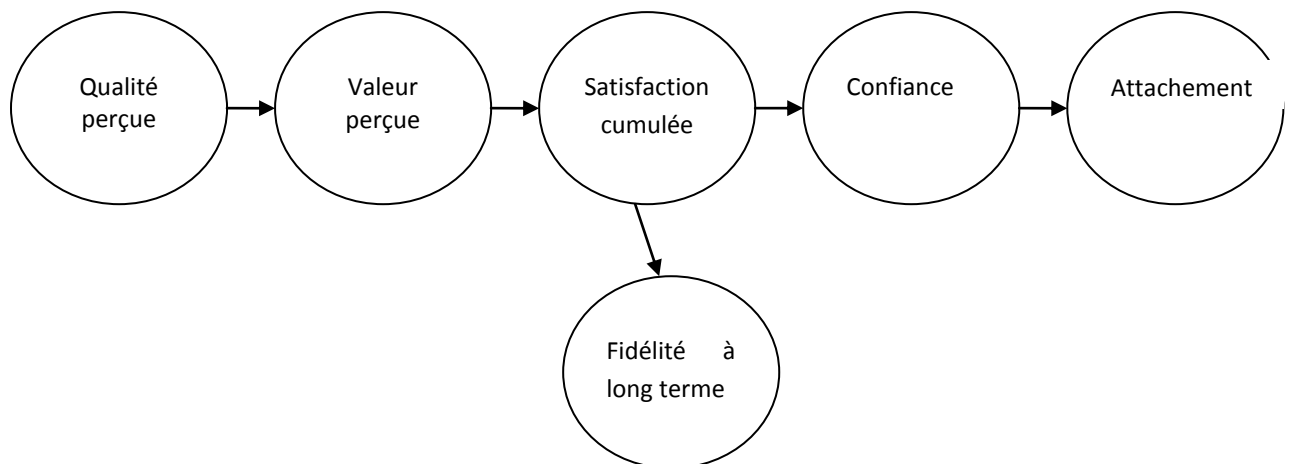 Qualité
perçue
Valeur
perçue
Satisfaction
cumulée
Confiance
Attachement
Fidélité à
long terme